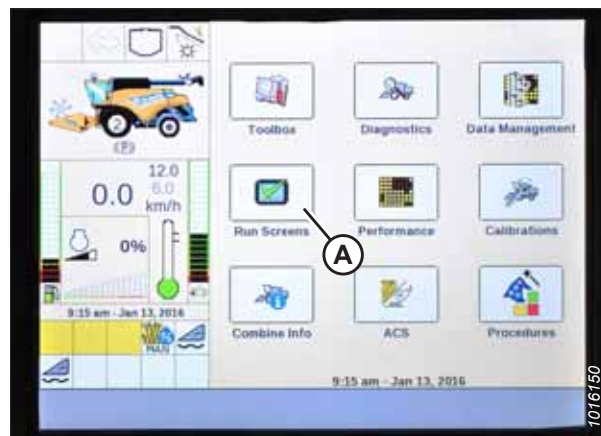 2
(P)
12.0
6.0
0.0 km/h
0%
9:15 am - Jan 13, 2016
MAN
Toolbox
Diagnostics
Data Management
Run Screens
Performance
Calibrations
A
Combine Info
ACS
Procedures
9:15 am - Jan 13, 2016
1016150